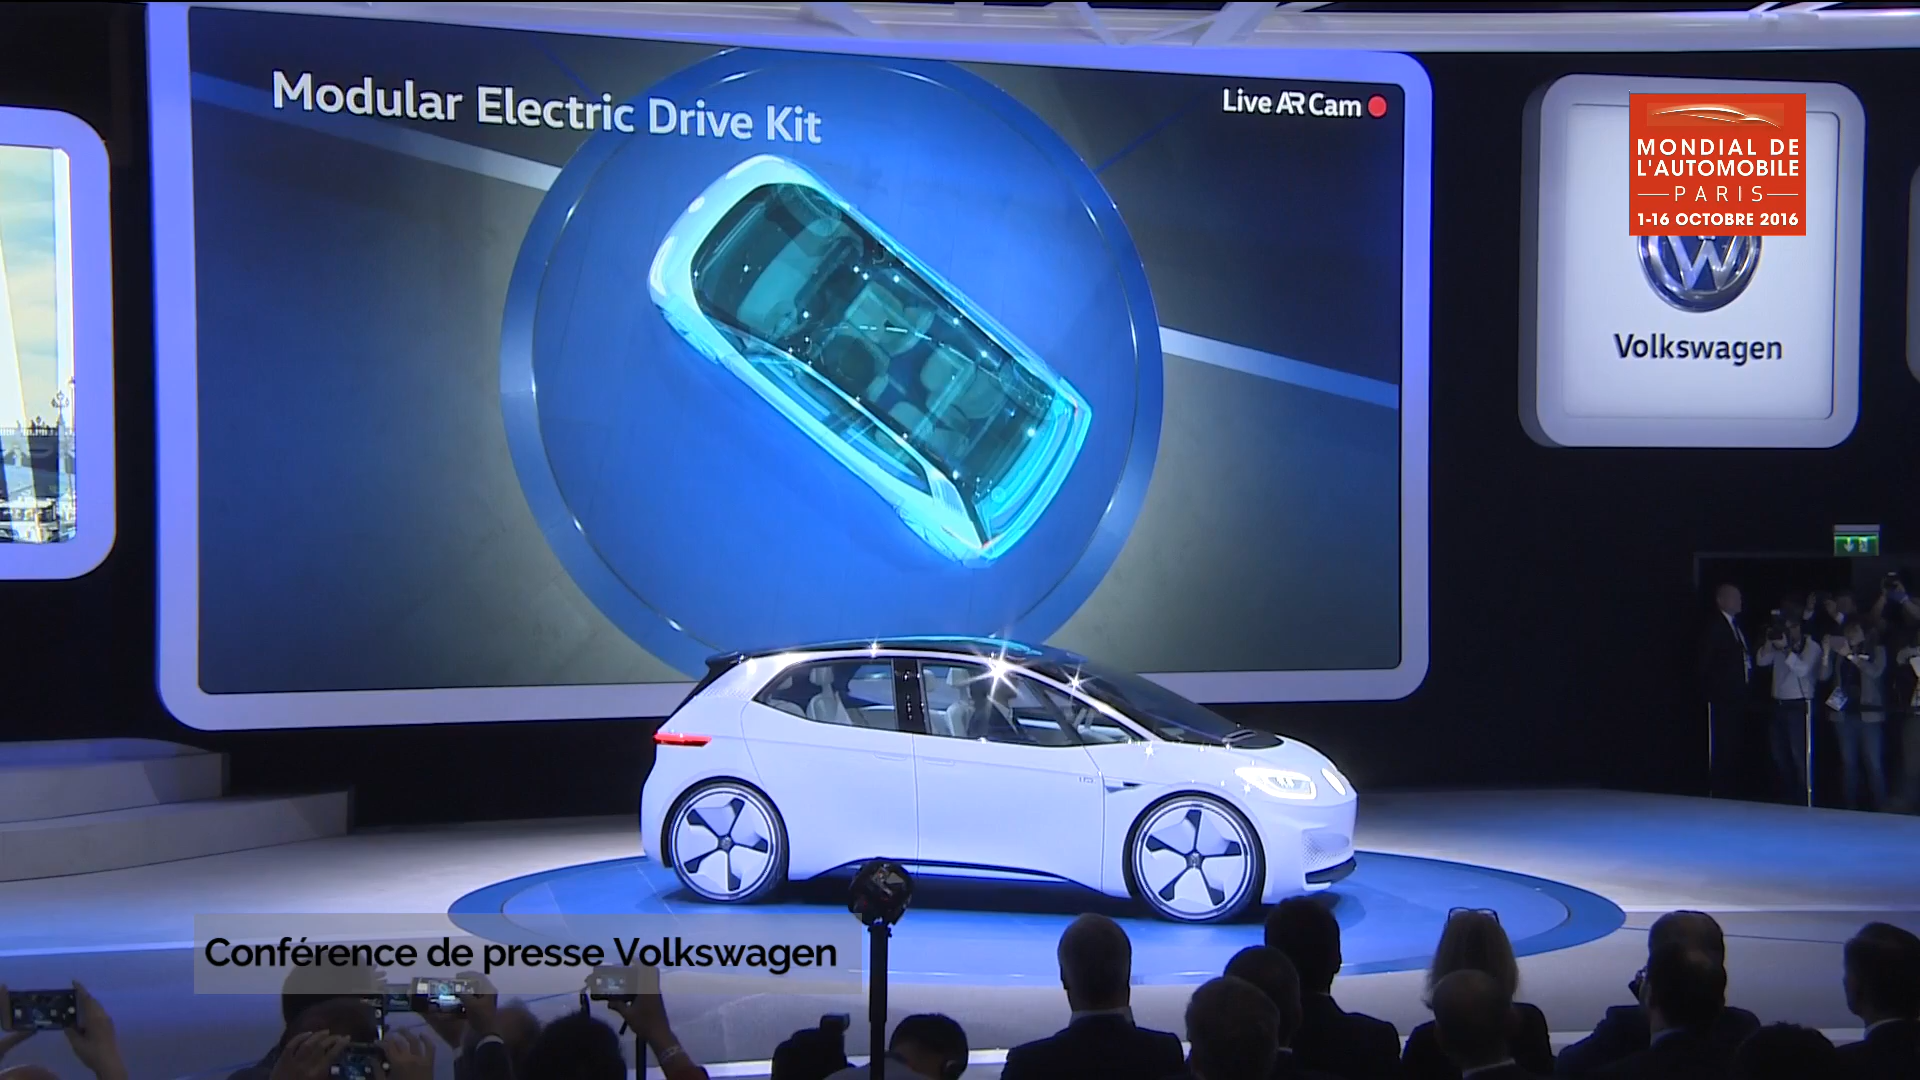 Modular Electric Drive Kit
Live AR Cam
MONDIAL DE
L'AUTOMOBILE
PARIS
1-16 OCTOBRE 2016
Volkswagen
Conférence de presse Volkswagen